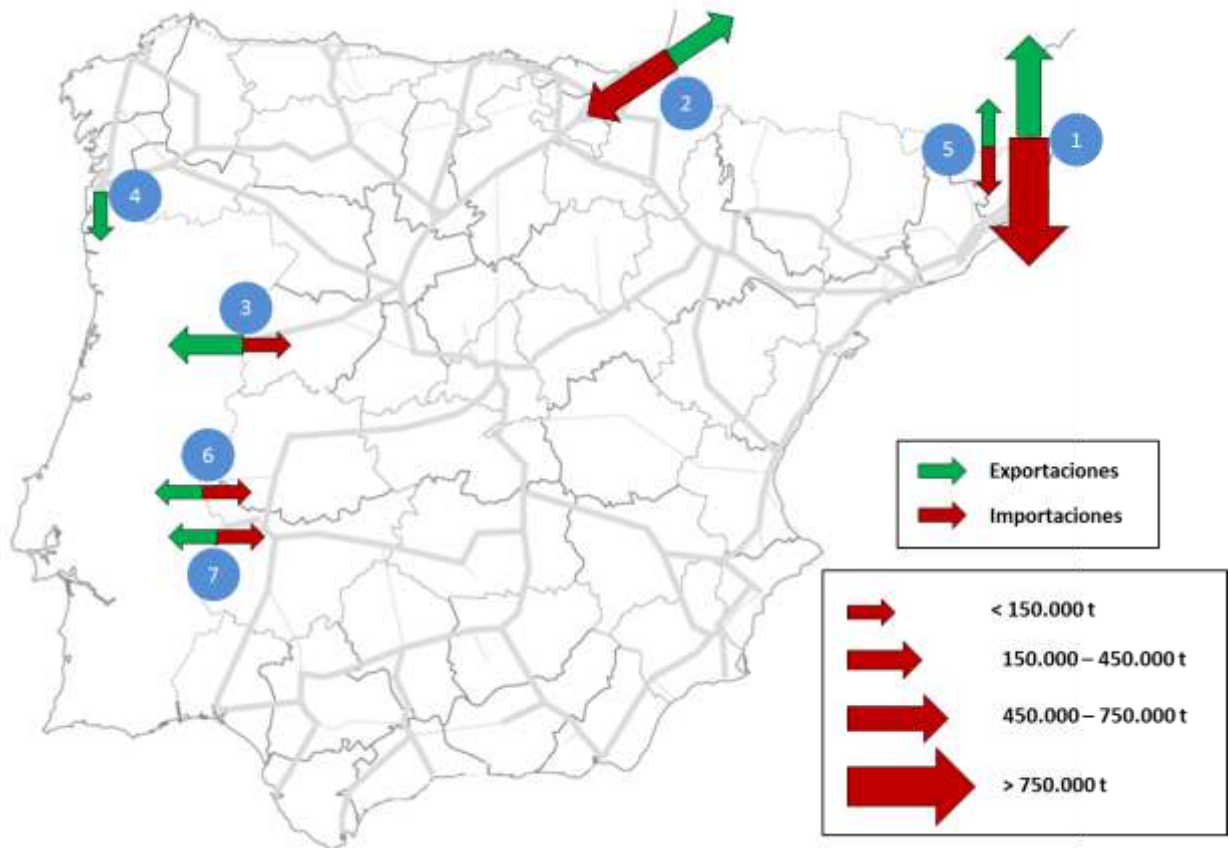 2
1
5
4
3
6
7
Exportaciones
Importaciones
< 150.000 t
150.000 – 450.000 t
450.000 – 750.000 t
> 750.000 t